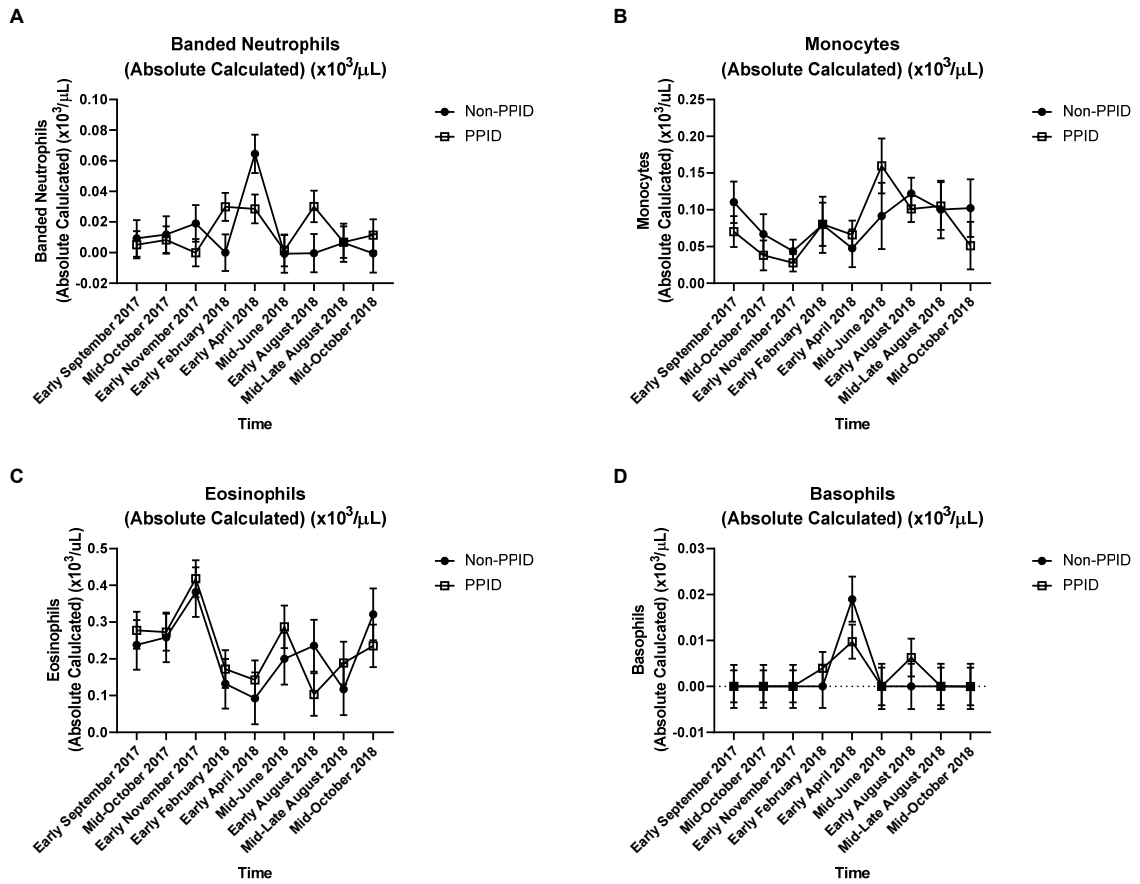 A
Banded Neutrophils
(Absolute Calculated) (x10³/μL)
Banded Neutrophils
(Absolute Calulcated) (x10³/μL)
0.10
0.08
0.06
0.04
0.02
0.00
-0.02
Early September 2017
Mid-October 2017
Early November 2017
Early February 2018
Early April 2018
Mid-June 2018
Early August 2018
Mid-Late August 2018
Mid-October 2018
Time
Non-PPID
PPID
B
Monocytes
(Absolute Calculated) (x10³/μL)
Monocytes
(Absolute Calulcated) (x10³/uL)
0.25
0.20
0.15
0.10
0.05
0.00
Early September 2017
Mid-October 2017
Early November 2017
Early February 2018
Early April 2018
Mid-June 2018
Early August 2018
Mid-Late August 2018
Mid-October 2018
Time
Non-PPID
PPID
C
Eosinophils
(Absolute Calculated) (x10³/μL)
Eosinophils
(Absolute Calulcated) (x10³/uL)
0.5
0.4
0.3
0.2
0.1
0.0
Early September 2017
Mid-October 2017
Early November 2017
Early February 2018
Early April 2018
Mid-June 2018
Early August 2018
Mid-Late August 2018
Mid-October 2018
Time
Non-PPID
PPID
D
Basophils
(Absolute Calculated) (x10³/μL)
Basophils
(Absolute Calulcated) (x10³/μL)
0.03
0.02
0.01
0.00
-0.01
Early September 2017
Mid-October 2017
Early November 2017
Early February 2018
Early April 2018
Mid-June 2018
Early August 2018
Mid-Late August 2018
Mid-October 2018
Time
Non-PPID
PPID